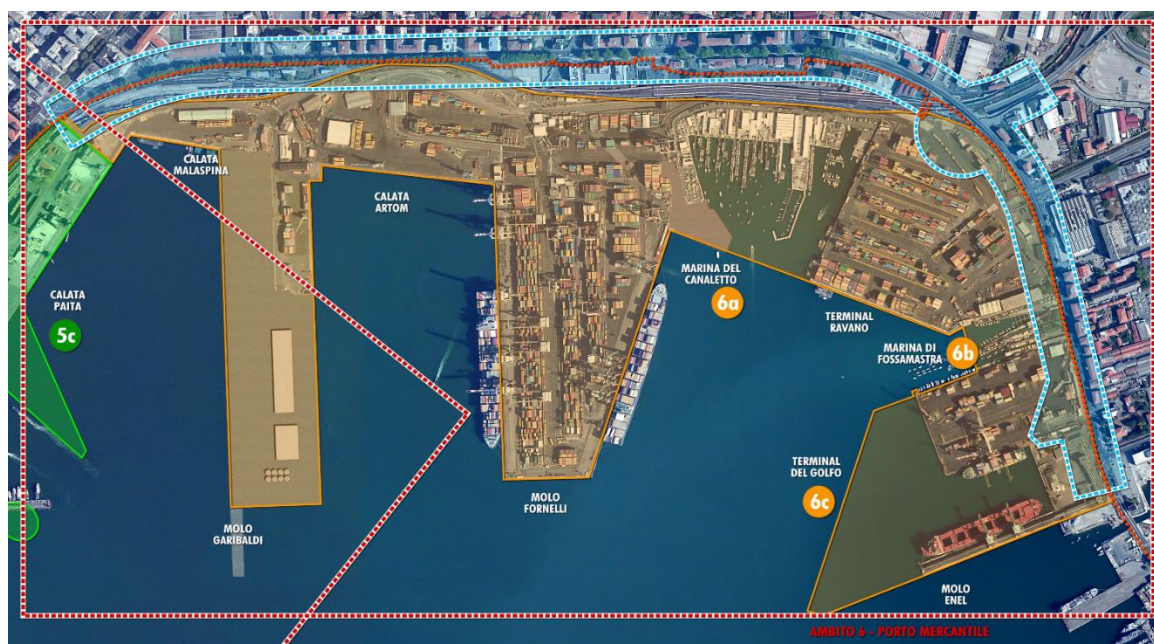 CALATA
MALASPINA
CALATA
ARTOM
CALATA
PAITA
5c
MARINA DEL
CANALETTO
6a
TERMINAL
RAVANO
MARINA DI
FOSSAMASTRA
6b
TERMINAL
DEL GOLFO
6c
MOLO
FORNELLI
MOLO
GARIBALDI
MOLO
ENEL
AMBITO 6 - PORTO MERCANTILE